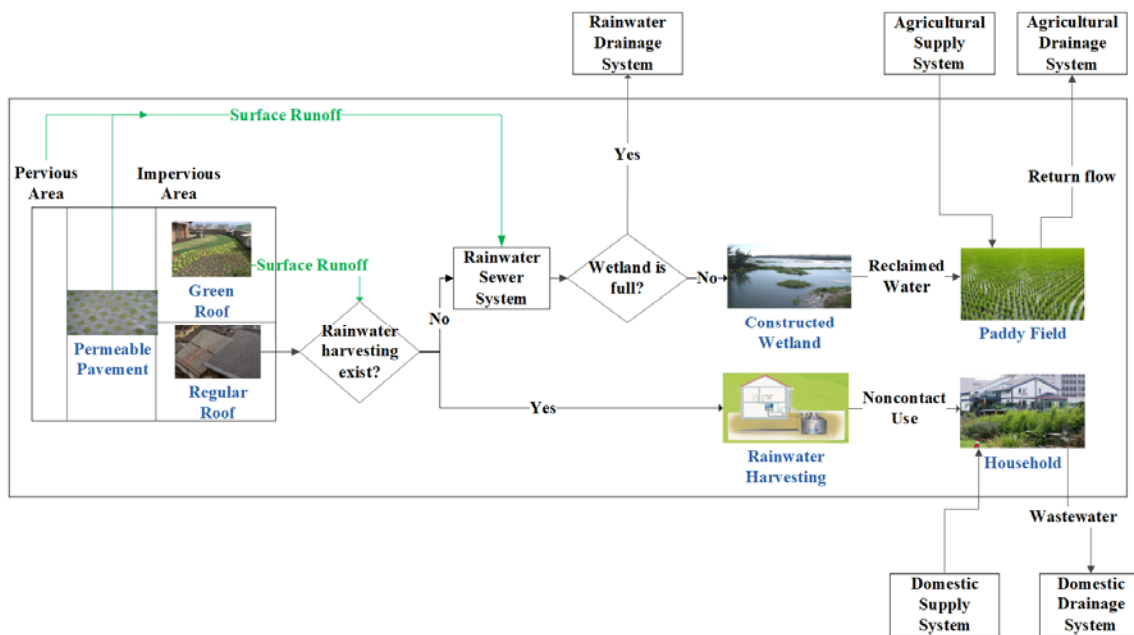 Rainwater
Drainage
System
Agricultural
Supply
System
Agricultural
Drainage
System
Surface Runoff
Yes
Return flow
Pervious
Area
Impervious
Area
Surface Runoff
Green
Roof
Permeable
Pavement
Regular
Roof
Rainwater
harvesting
exist?
No
Rainwater
Sewer
System
Wetland is
full?
No
Constructed
Wetland
Reclaimed
Water
Paddy Field
Yes
Rainwater
Harvesting
Noncontact
Use
Household
Wastewater
Domestic
Supply
System
Domestic
Drainage
System